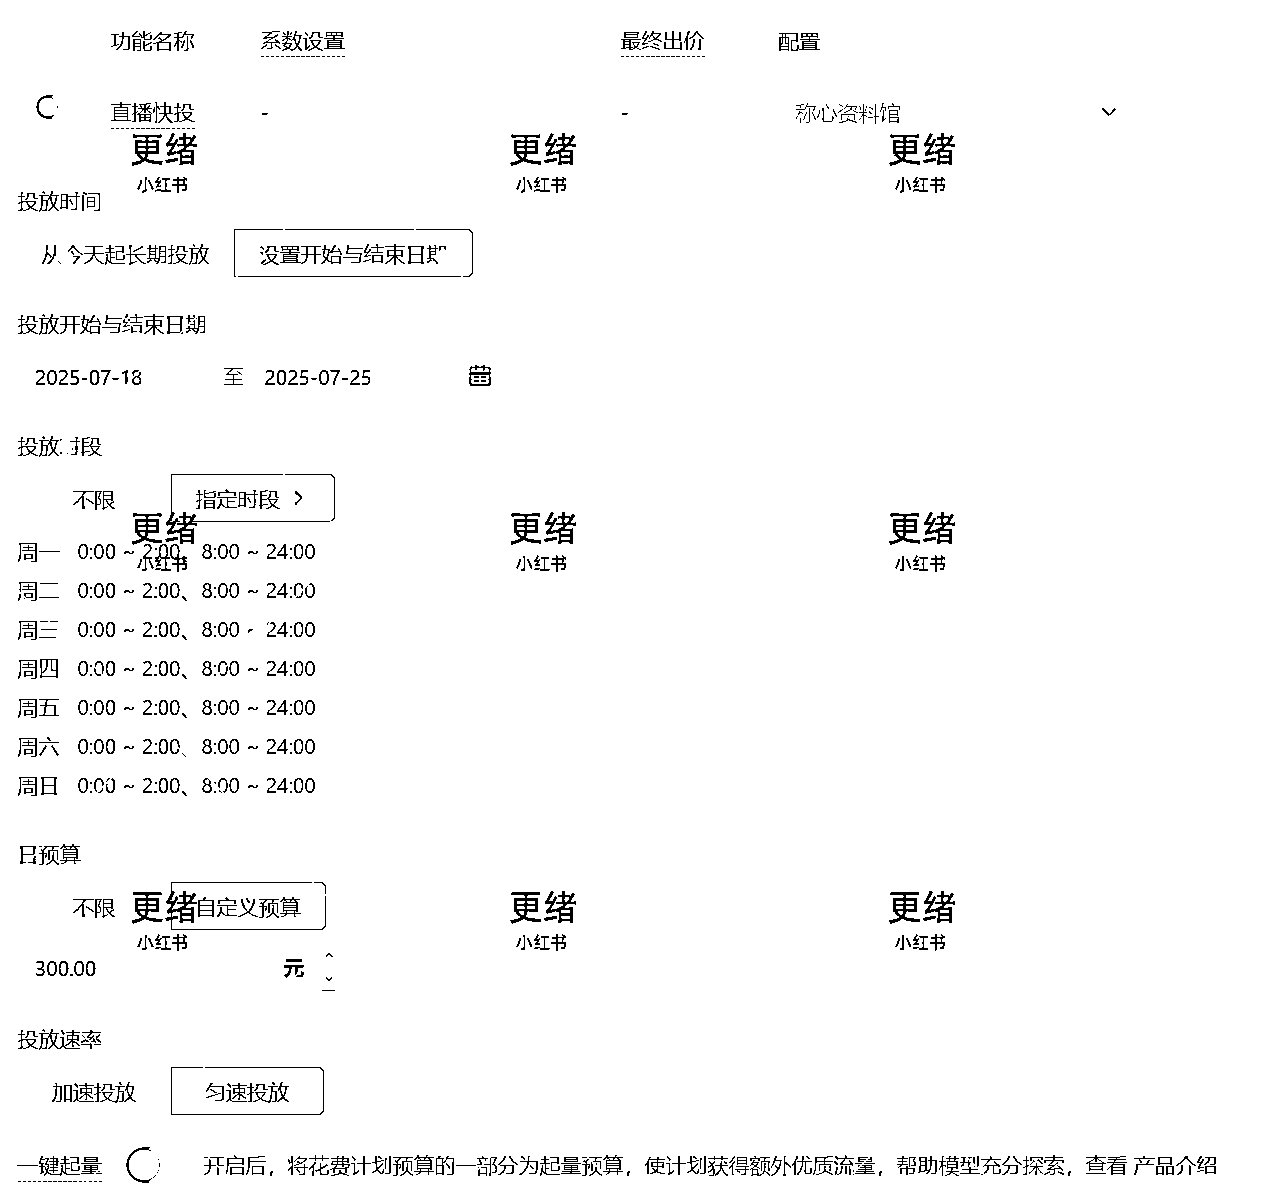 功能名称 系数设置 最终出价 配置
直播快投 - - 称心资料馆
更绪 更绪 更绪
小红书 小红书 小红书
投放时间
从今天起长期投放 设置开始与结束日期
投放开始与结束日期
2025-07-18 至 2025-07-25
投放时段
不限 指定时段
更绪 更绪 更绪
周一 0:00 ~ 2:00、8:00 ~ 24:00
小红书 小红书 小红书
周二 0:00 ~ 2:00、8:00 ~ 24:00
周三 0:00 ~ 2:00、8:00 ~ 24:00
周四 0:00 ~ 2:00、8:00 ~ 24:00
周五 0:00 ~ 2:00、8:00 ~ 24:00
周六 0:00 ~ 2:00、8:00 ~ 24:00
周日 0:00 ~ 2:00、8:00 ~ 24:00
日预算
不限 自定义预算
更绪 更绪 更绪
小红书 小红书 小红书
300.00 元
投放速率
加速投放 匀速投放
一键起量 开启后，将花费计划预算的一部分为起量预算，使计划获得额外优质流量，帮助模型充分探索，查看 产品介绍